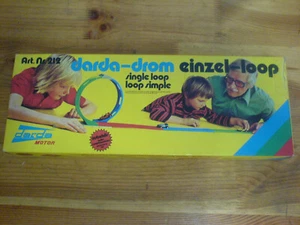 Art. Nr. 212
darda-drom einzel-loop
single loop
loop simple
darda
MOTOR